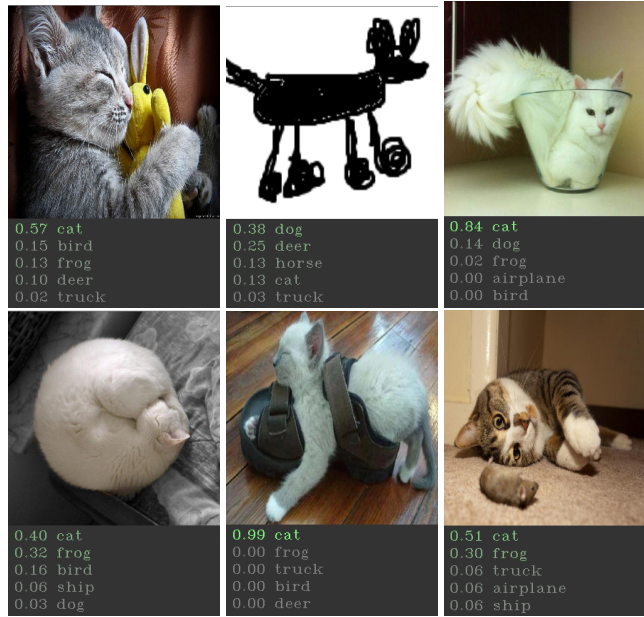 0.57 cat
0.15 bird
0.13 frog
0.10 deer
0.02 truck
0.38 dog
0.25 deer
0.13 horse
0.13 cat
0.03 truck
0.84 cat
0.14 dog
0.02 frog
0.00 airplane
0.00 bird
0.40 cat
0.32 frog
0.16 bird
0.06 ship
0.03 dog
0.99 cat
0.00 frog
0.00 truck
0.00 bird
0.00 deer
0.51 cat
0.30 frog
0.06 truck
0.06 airplane
0.06 ship